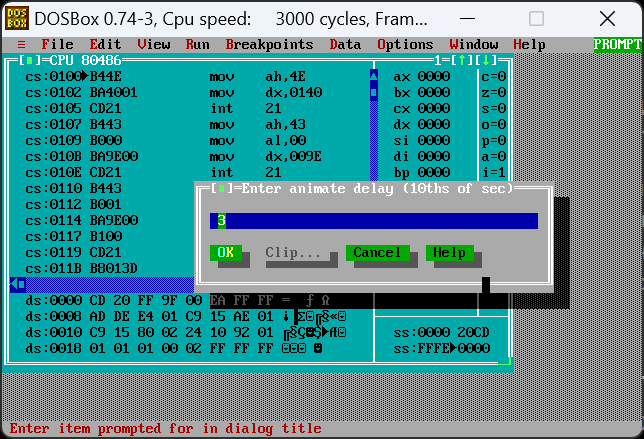 DOSBox 0.74-3, Cpu speed: 3000 cycles, Fram...
≡ File Edit View Run Breakpoints Data Options Window Help PROMPT
[■]=CPU 80486 1=[↑][↓]
cs:0100►B44E mov ah,4E ax 0000 c=0
cs:0102 BA4001 mov dx,0140 bx 0000 z=0
cs:0105 CD21 int 21 cx 0000 s=0
cs:0107 B443 mov ah,43 dx 0000 o=0
cs:0109 B000 mov al,00 si 0000 p=0
cs:010B BA9E00 mov dx,009E di 0000 a=0
cs:010E CD21 int 21 bp 0000 i=1
cs:0110 B443
cs:0112 B001
cs:0114 BA9E00
cs:0117 B100
cs:0119 CD21
cs:011B B8013D
[■]=Enter animate delay (10ths of sec)
3
OK Clip... Cancel Help
ds:0000 CD 20 FF 9F 00 EA FF FF = ƒ Ω
ds:0008 AD DE E4 01 C9 15 AE 01
ds:0010 C9 15 80 02 24 10 92 01
ds:0018 01 01 01 00 02 FF FF FF
ss:0000 20CD
ss:FFFE►0000
Enter item prompted for in dialog title